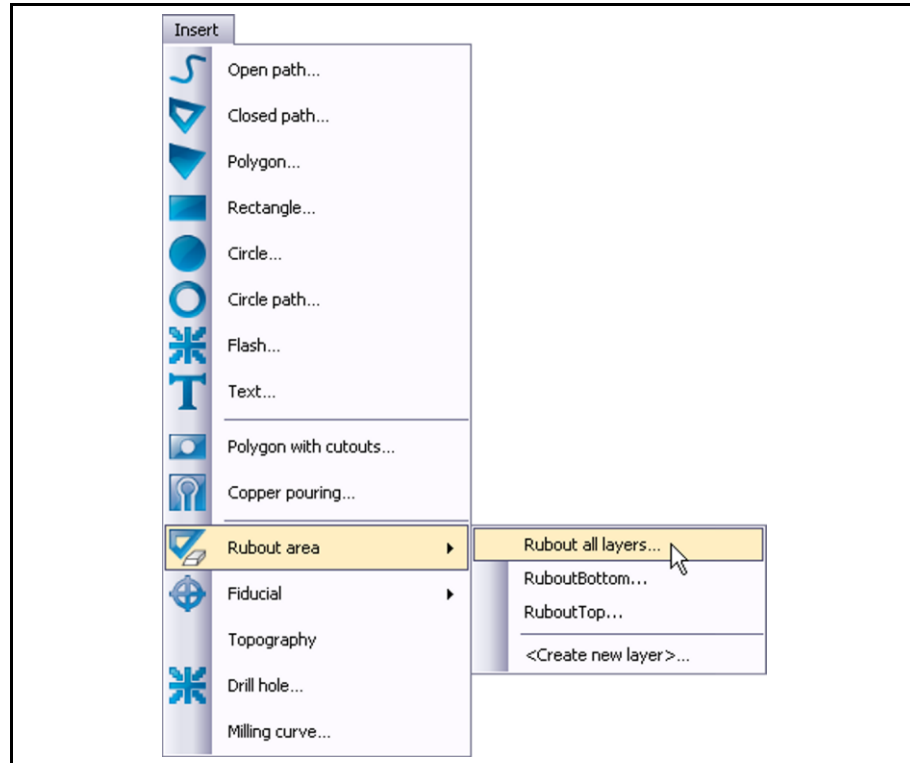 Insert
Open path...
Closed path...
Polygon...
Rectangle...
Circle...
Circle path...
Flash...
Text...
Polygon with cutouts...
Copper pouring...
Rubout area
Rubout all layers...
RuboutBottom...
RuboutTop...
<Create new layer>...
Fiducial
Topography
Drill hole...
Milling curve...